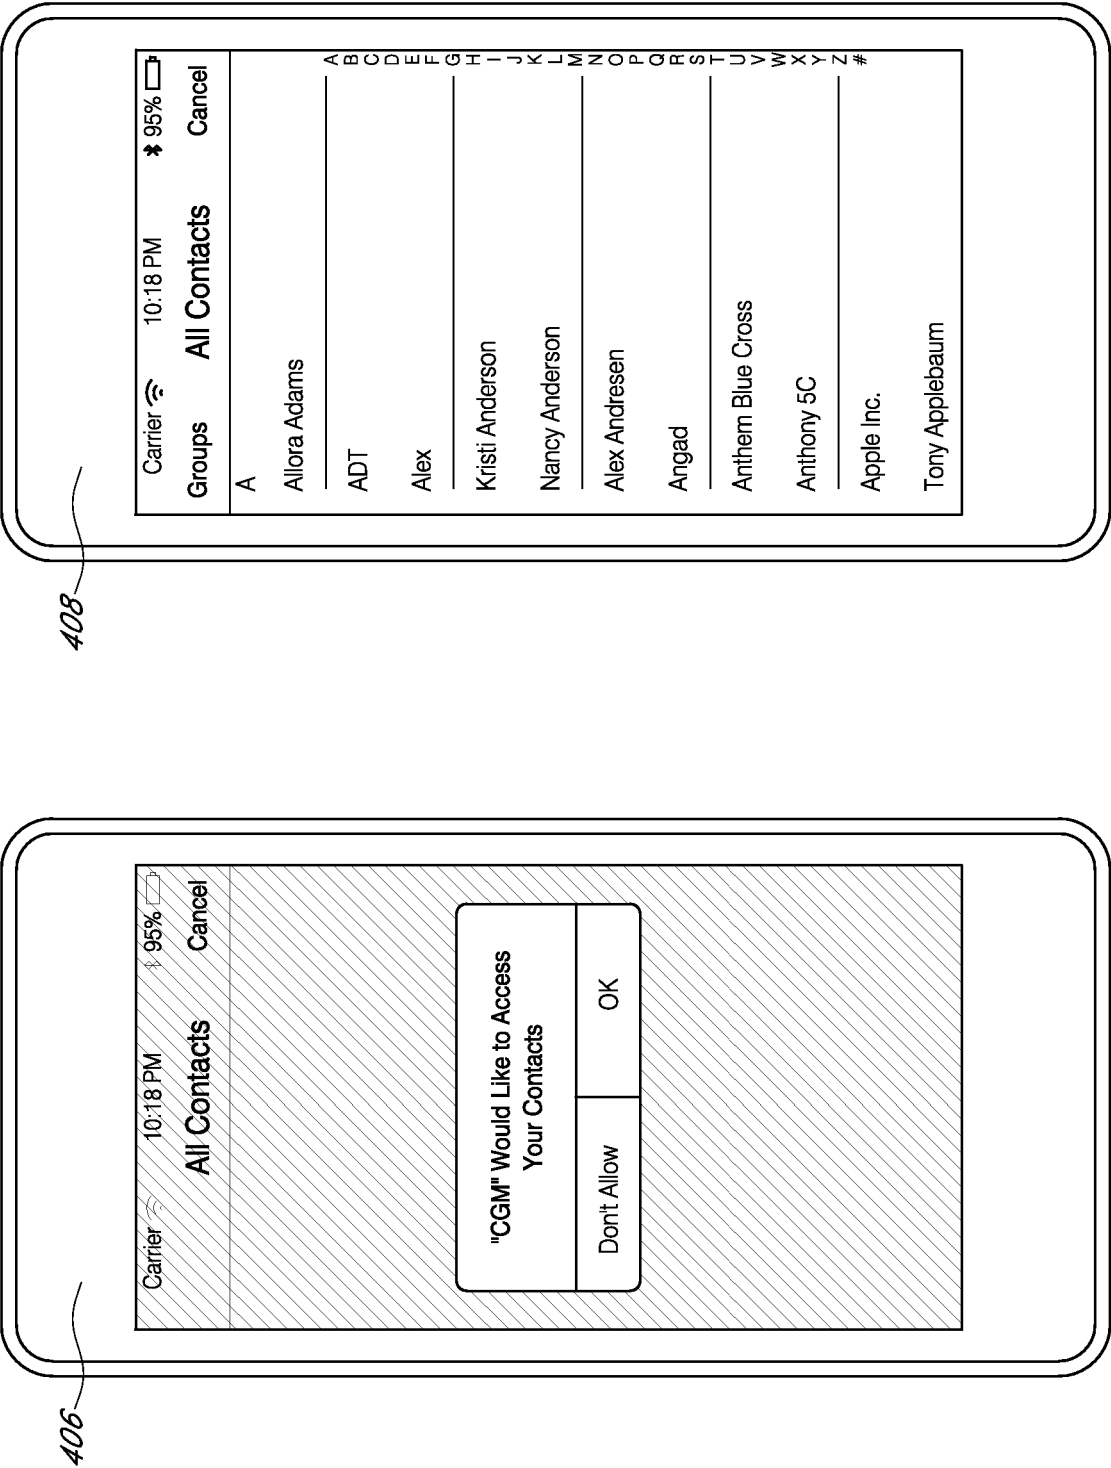 406
Carrier 10:18 PM 95%
All Contacts Cancel
"CGM" Would Like to Access
Your Contacts
Don't Allow OK
408
Carrier 10:18 PM 95%
Groups All Contacts Cancel
A
Allora Adams
ADT
Alex
Kristi Anderson
Nancy Anderson
Alex Andresen
Angad
Anthem Blue Cross
Anthony 5C
Apple Inc.
Tony Applebaum
A
B
C
D
E
F
G
H
I
J
K
L
M
N
O
P
Q
R
S
T
U
V
W
X
Y
Z
#